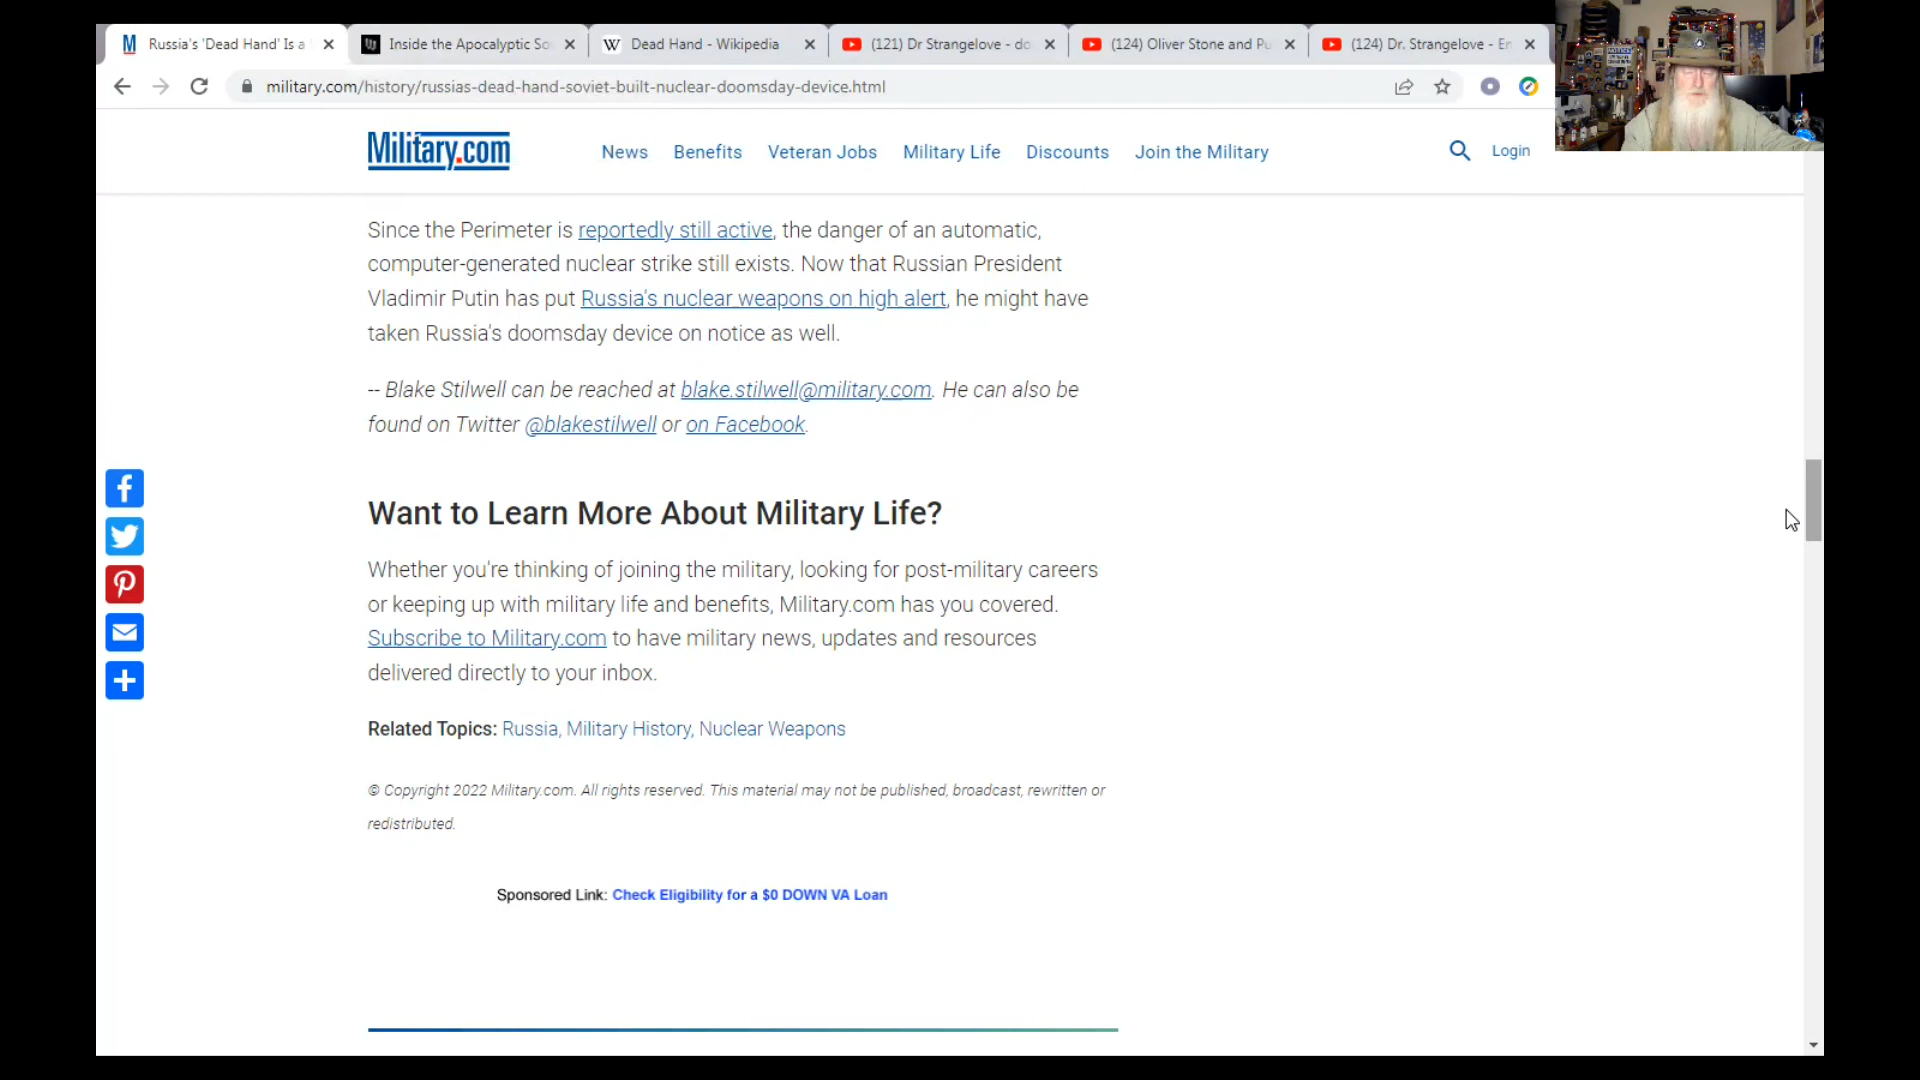 Russia's 'Dead Hand' Is a
Inside the Apocalyptic So
Dead Hand - Wikipedia
(121) Dr Strangelove - do
(124) Oliver Stone and Pu
(124) Dr. Strangelove - En
military.com/history/russias-dead-hand-soviet-built-nuclear-doomsday-device.html
Military.com
News Benefits Veteran Jobs Military Life Discounts Join the Military
Login
Since the Perimeter is reportedly still active, the danger of an automatic,
computer-generated nuclear strike still exists. Now that Russian President
Vladimir Putin has put Russia's nuclear weapons on high alert, he might have
taken Russia's doomsday device on notice as well.
-- Blake Stilwell can be reached at blake.stilwell@military.com. He can also be
found on Twitter @blakestilwell or on Facebook.
Want to Learn More About Military Life?
Whether you're thinking of joining the military, looking for post-military careers
or keeping up with military life and benefits, Military.com has you covered.
Subscribe to Military.com to have military news, updates and resources
delivered directly to your inbox.
Related Topics: Russia, Military History, Nuclear Weapons
© Copyright 2022 Military.com. All rights reserved. This material may not be published, broadcast, rewritten or
redistributed.
Sponsored Link: Check Eligibility for a $0 DOWN VA Loan